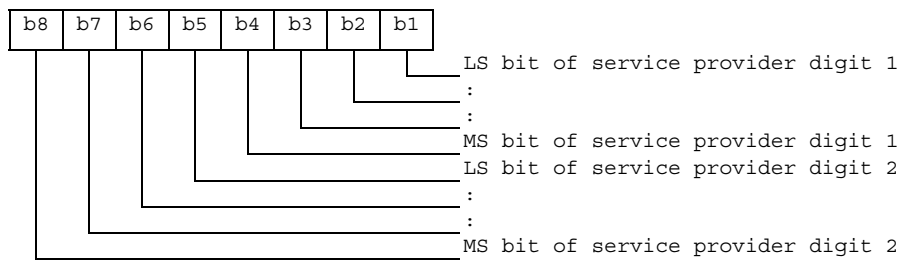 b8 b7 b6 b5 b4 b3 b2 b1
LS bit of service provider digit 1
:
:
MS bit of service provider digit 1
LS bit of service provider digit 2
:
:
MS bit of service provider digit 2